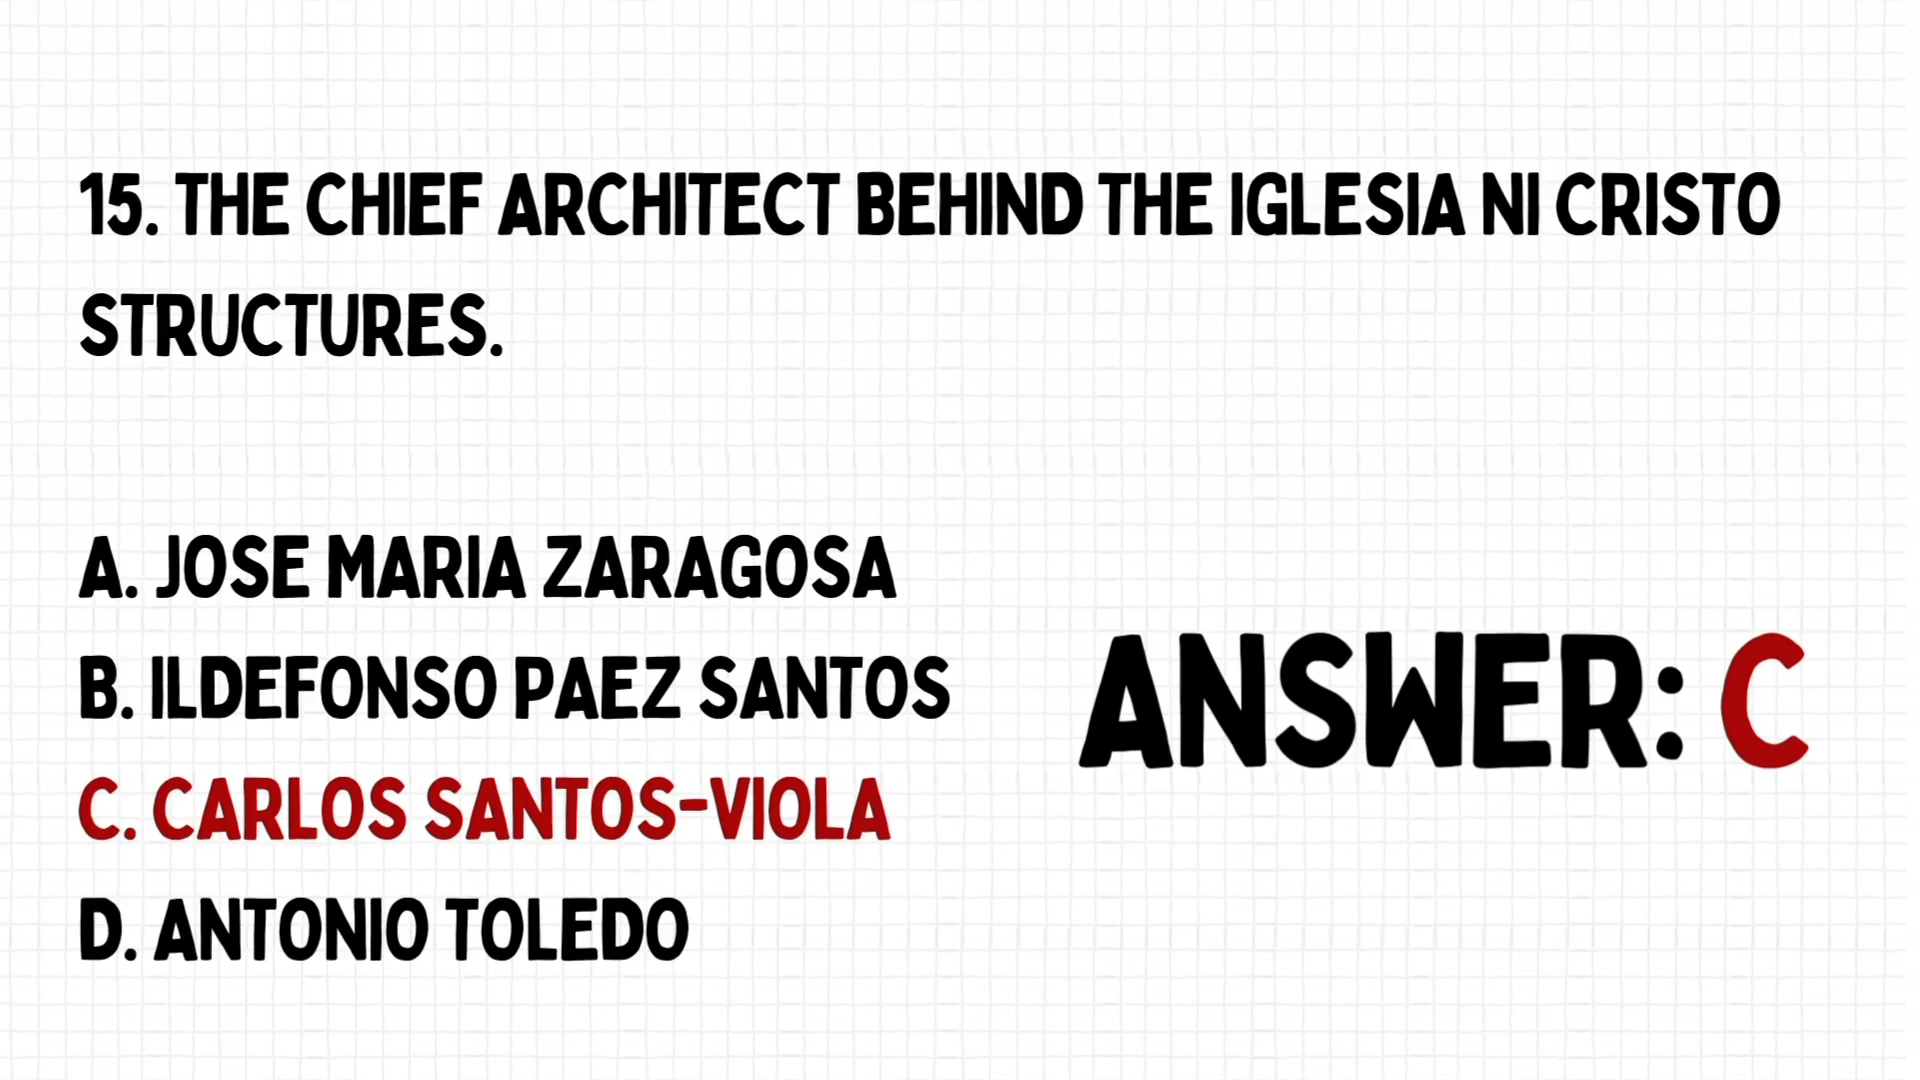 15. THE CHIEF ARCHITECT BEHIND THE IGLESIA NI CRISTO
STRUCTURES.
A. JOSE MARIA ZARAGOSA
B. ILDEFONSO PAEZ SANTOS
C. CARLOS SANTOS-VIOLA
D. ANTONIO TOLEDO
ANSWER: C